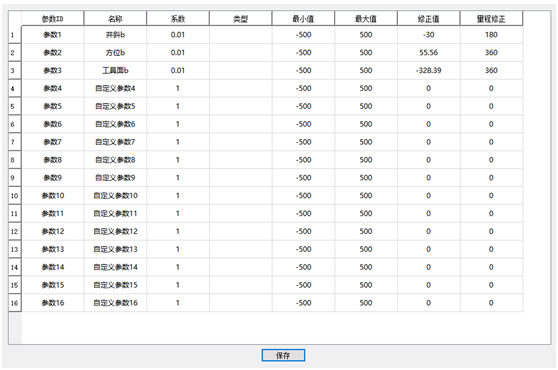 参数ID 名称 系数 类型 最小值 最大值 修正值 量程修正
1 参数1 井斜b 0.01 -500 500 -30 180
2 参数2 方位b 0.01 -500 500 55.56 360
3 参数3 工具面b 0.01 -500 500 -328.39 360
4 参数4 自定义参数4 1 -500 500 0 0
5 参数5 自定义参数5 1 -500 500 0 0
6 参数6 自定义参数6 1 -500 500 0 0
7 参数7 自定义参数7 1 -500 500 0 0
8 参数8 自定义参数8 1 -500 500 0 0
9 参数9 自定义参数9 1 -500 500 0 0
10 参数10 自定义参数10 1 -500 500 0 0
11 参数11 自定义参数11 1 -500 500 0 0
12 参数12 自定义参数12 1 -500 500 0 0
13 参数13 自定义参数13 1 -500 500 0 0
14 参数14 自定义参数14 1 -500 500 0 0
15 参数15 自定义参数15 1 -500 500 0 0
16 参数16 自定义参数16 1 -500 500 0 0
保存